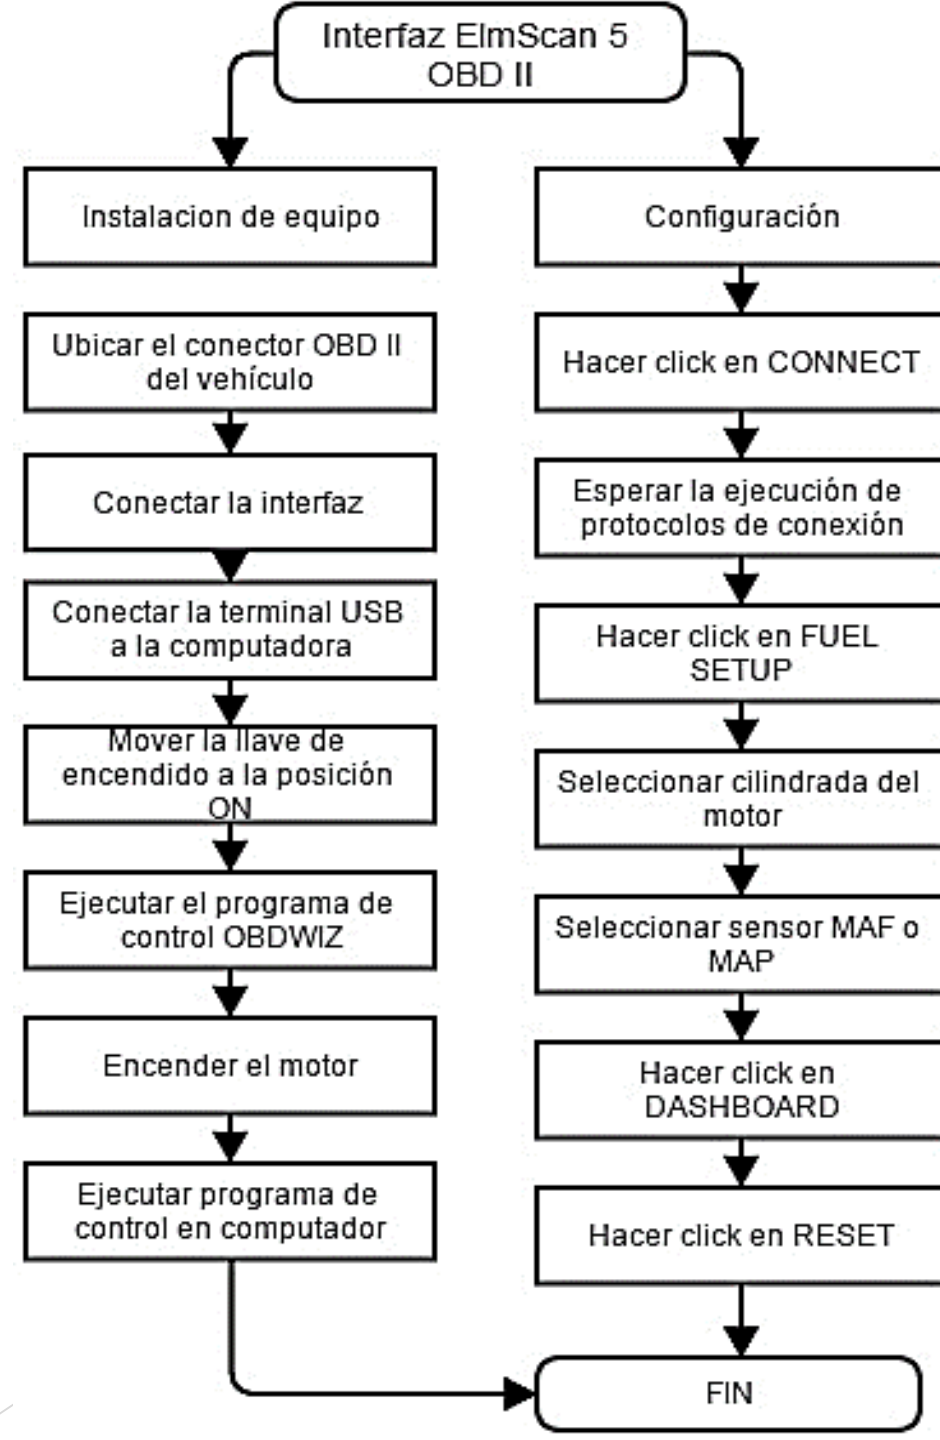 Interfaz ElmScan 5
OBD II
Instalacion de equipo
Ubicar el conector OBD II
del vehículo
Conectar la interfaz
Conectar la terminal USB
a la computadora
Mover la llave de
encendido a la posición
ON
Ejecutar el programa de
control OBDWIZ
Encender el motor
Ejecutar programa de
control en computador
Configuración
Hacer click en CONNECT
Esperar la ejecución de
protocolos de conexión
Hacer click en FUEL
SETUP
Seleccionar cilindrada del
motor
Seleccionar sensor MAF o
MAP
Hacer click en
DASHBOARD
Hacer click en RESET
FIN